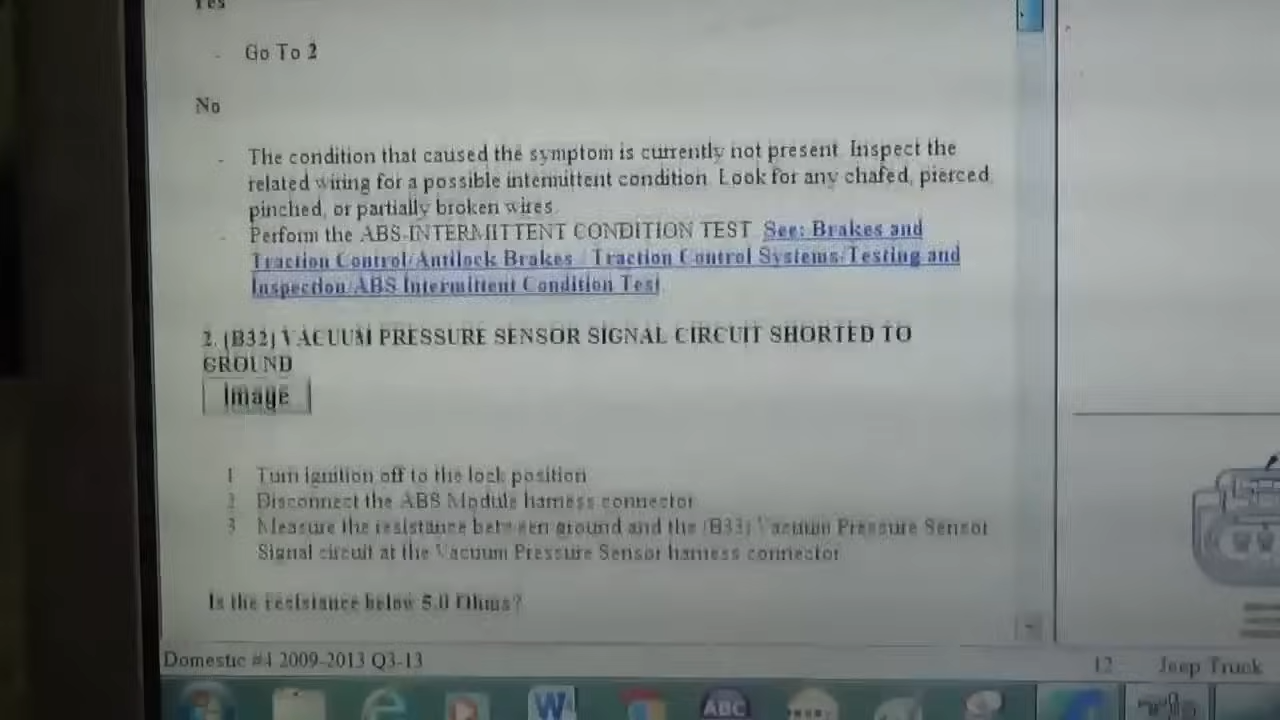 Yes
- Go To 2
No
- The condition that caused the symptom is currently not present. Inspect the
related wiring for a possible intermittent condition. Look for any chafed, pierced,
pinched, or partially broken wires.
- Perform the ABS-INTERMITTENT CONDITION TEST. See: Brakes and
Traction Control/Antilock Brakes / Traction Control Systems/Testing and
Inspection/ABS Intermittent Condition Test
2. (B32) VACUUM PRESSURE SENSOR SIGNAL CIRCUIT SHORTED TO
GROUND
Image
1 Turn ignition off to the lock position
2 Disconnect the ABS Module harness connector
3 Measure the resistance between ground and the (B33) Vacuum Pressure Sensor
Signal circuit at the Vacuum Pressure Sensor harness connector
Is the resistance below 5.0 Ohms?
Domestic #4 2009-2013 Q3-13
12
Jeep Truck
W
ABC